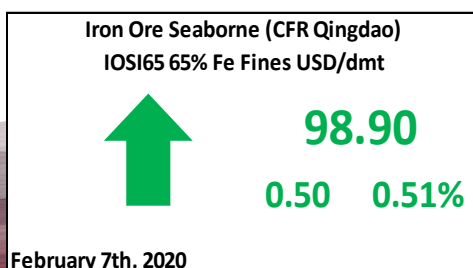 Iron Ore Seaborne (CFR Qingdao)
IOSI65 65% Fe Fines USD/dmt
98.90
0.50 0.51%
February 7th, 2020